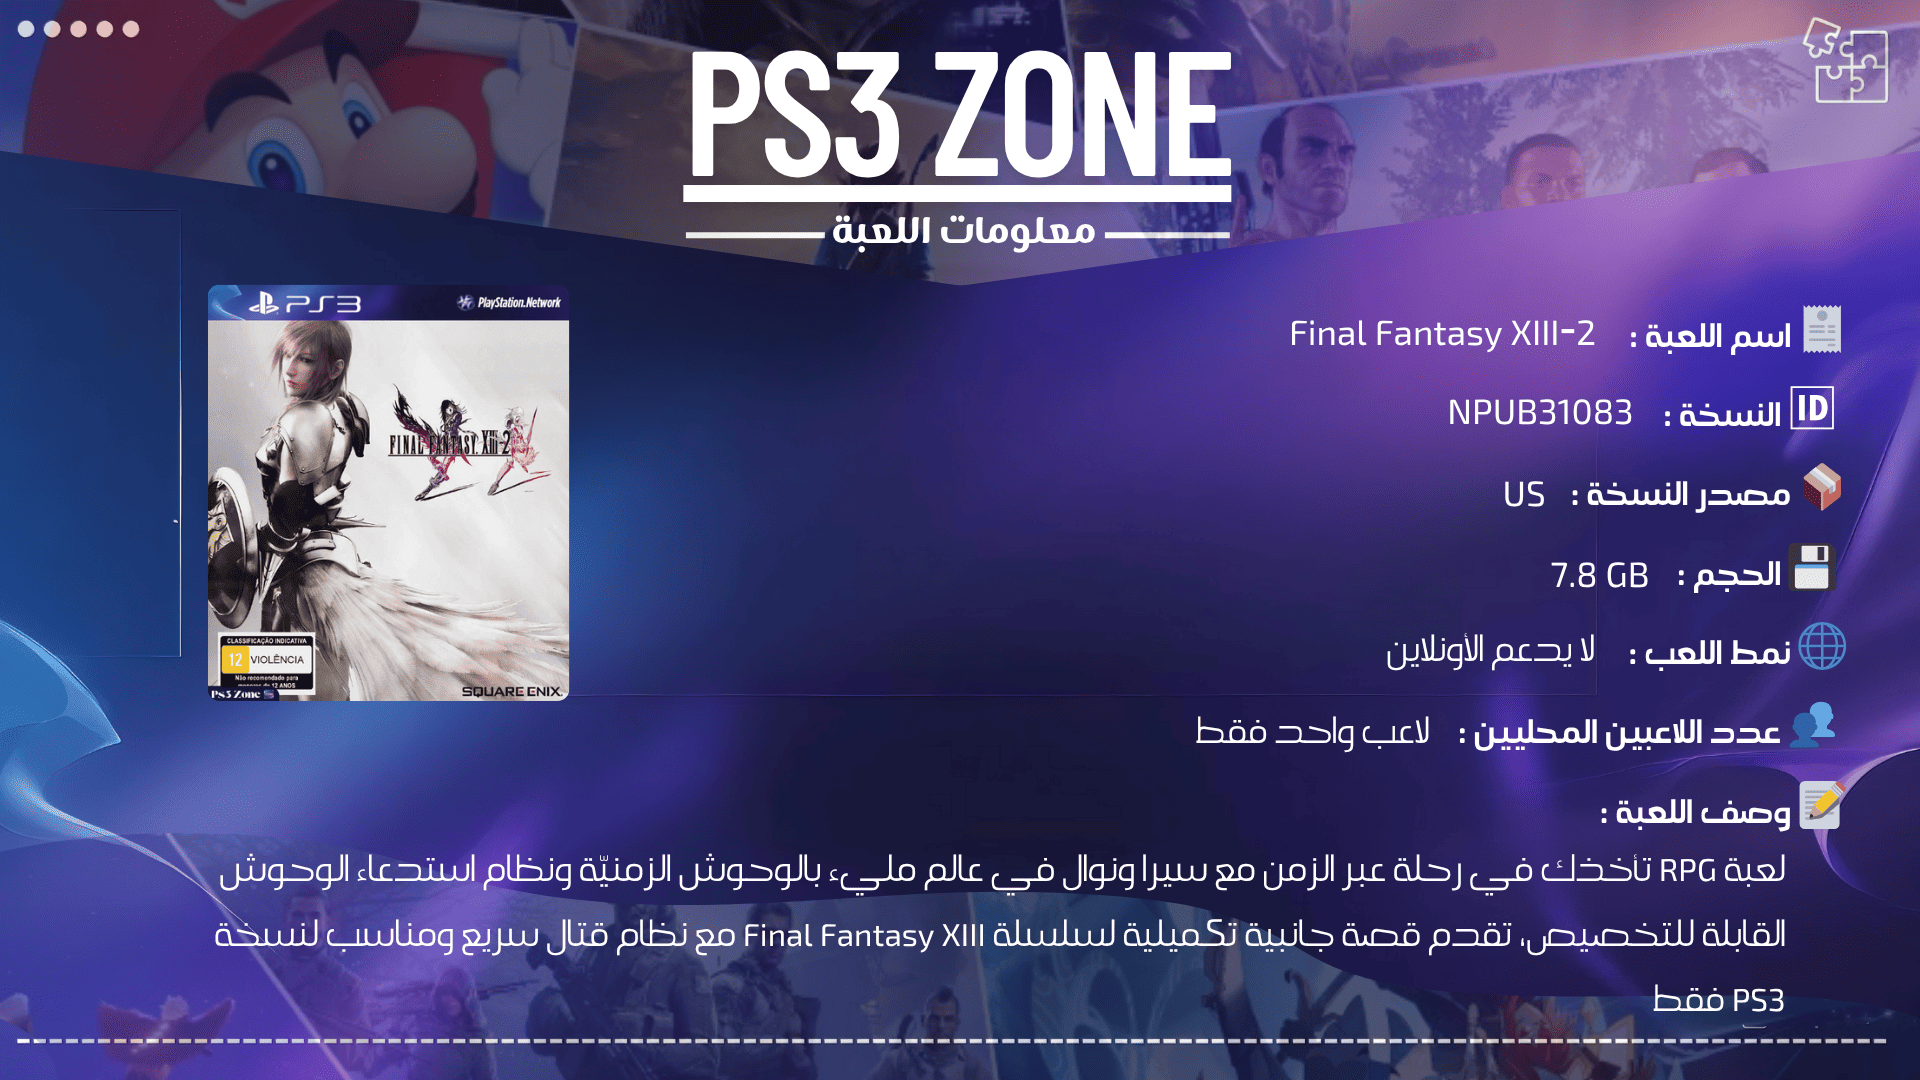 PS3 ZONE
معلومات اللعبة
PS3 PlayStation.Network
FINAL FANTASY XIII-2
CLASSIFICAÇÃO INDICATIVA
12 VIOLÊNCIA
Não recomendado para
menores de 12 ANOS
Ps3 Zone
SQUARE ENIX.
اسم اللعبة : Final Fantasy XIII-2
ID النسخة : NPUB31083
مصدر النسخة : US
الحجم : 7.8 GB
نمط اللعب : لا يدعم الأونلاين
عدد اللاعبين المحليين : لاعب واحد فقط
وصف اللعبة :
لعبة RPG تأخذك في رحلة عبر الزمن مع سيرا ونوال في عالم مليء بالوحوش الزمنيّة ونظام استدعاء الوحوش
القابلة للتخصيص، تقدم قصة جانبية تكميلية لسلسلة Final Fantasy XIII مع نظام قتال سريع ومناسب لنسخة
PS3 فقط